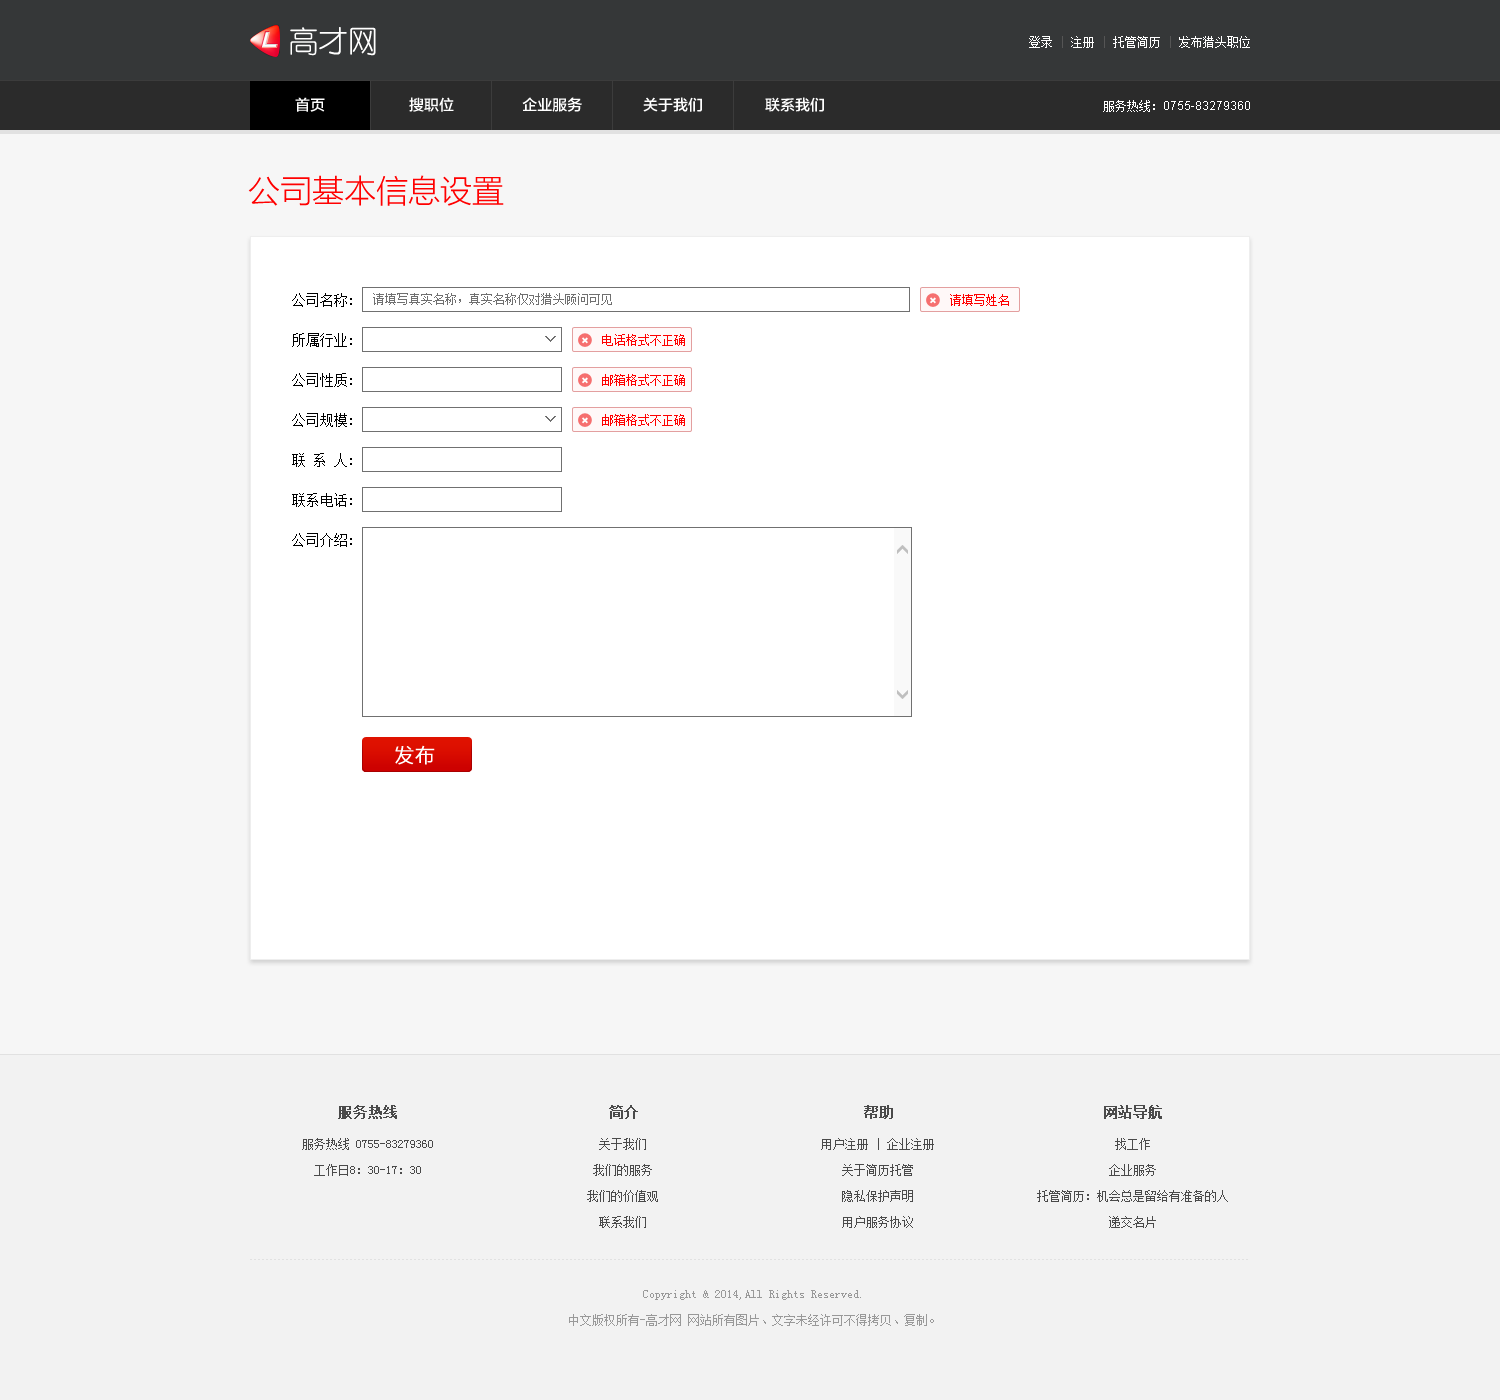 高才网
登录 | 注册 | 托管简历 | 发布猎头职位
首页 搜职位 企业服务 关于我们 联系我们 服务热线：0755-83279360
公司基本信息设置
公司名称： 请填写真实名称，真实名称仅对猎头顾问可见 请填写姓名
所属行业： 电话格式不正确
公司性质： 邮箱格式不正确
公司规模： 邮箱格式不正确
联 系 人：
联系电话：
公司介绍：
发布
服务热线
服务热线 0755-83279360
工作日8：30-17：30
简介
关于我们
我们的服务
我们的价值观
联系我们
帮助
用户注册 | 企业注册
关于简历托管
隐私保护声明
用户服务协议
网站导航
找工作
企业服务
托管简历：机会总是留给有准备的人
递交名片
Copyright & 2014,All Rights Reserved.
中文版权所有-高才网 网站所有图片、文字未经许可不得拷贝、复制。